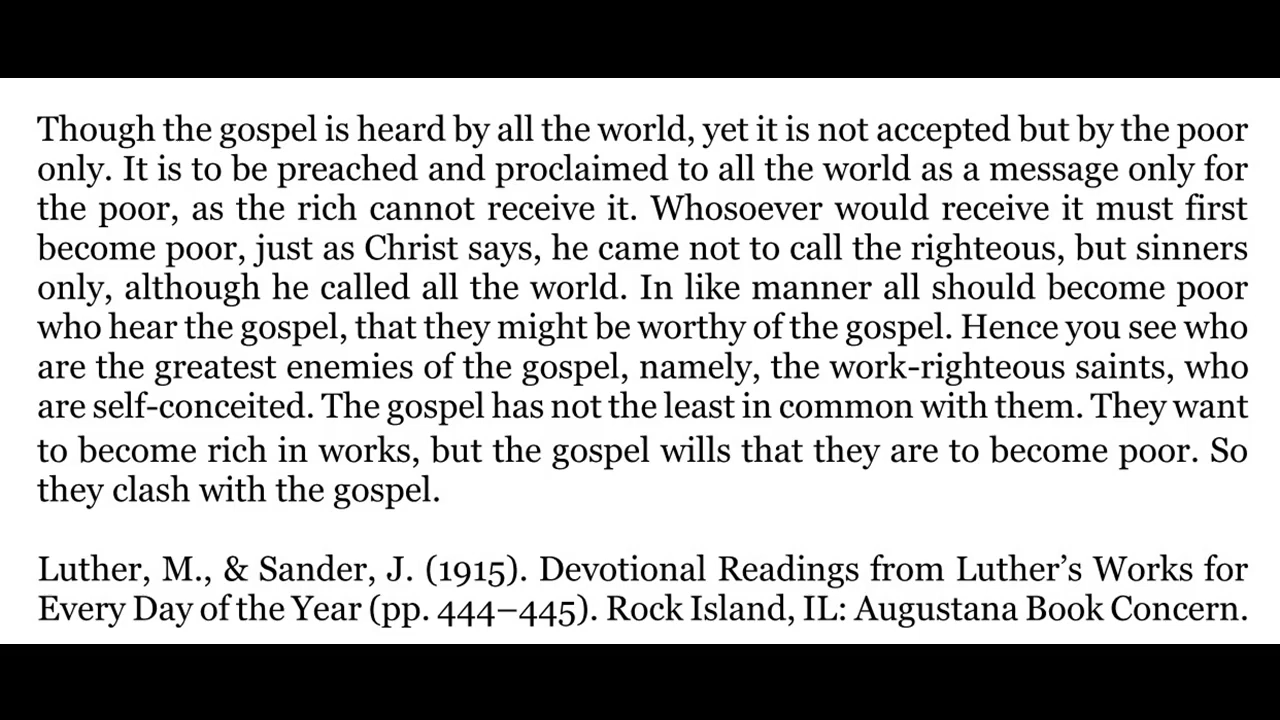 Though the gospel is heard by all the world, yet it is not accepted but by the poor
only. It is to be preached and proclaimed to all the world as a message only for
the poor, as the rich cannot receive it. Whosoever would receive it must first
become poor, just as Christ says, he came not to call the righteous, but sinners
only, although he called all the world. In like manner all should become poor
who hear the gospel, that they might be worthy of the gospel. Hence you see who
are the greatest enemies of the gospel, namely, the work-righteous saints, who
are self-conceited. The gospel has not the least in common with them. They want
to become rich in works, but the gospel wills that they are to become poor. So
they clash with the gospel.
Luther, M., & Sander, J. (1915). Devotional Readings from Luther’s Works for
Every Day of the Year (pp. 444–445). Rock Island, IL: Augustana Book Concern.